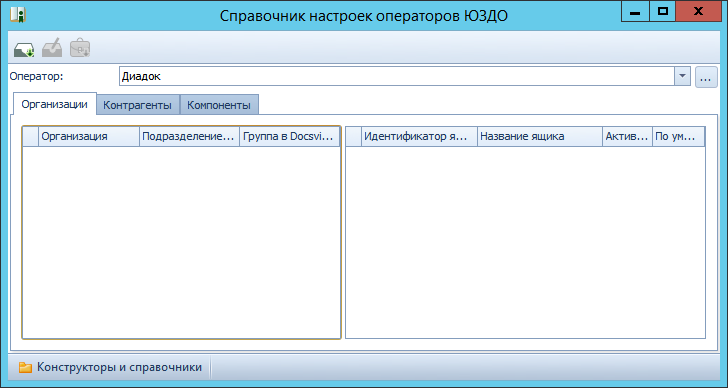 Справочник настроек операторов ЮЗДО
Оператор: Диадок ...
Организации Контрагенты Компоненты
Организация Подразделение... Группа в Docsvi... Идентификатор я... Название ящика Актив... По ум...
Конструкторы и справочники